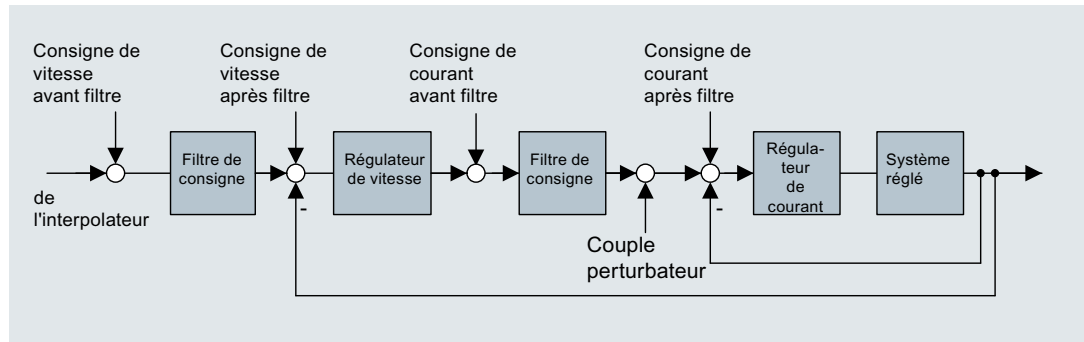 Consigne de
vitesse
avant filtre
Consigne de
vitesse
après filtre
Consigne de
courant
avant filtre
Consigne de
courant
après filtre
de
l'interpolateur
Filtre de
consigne
-
Régulateur
de vitesse
Filtre de
consigne
Couple
perturbateur
-
Régula-
teur
de
courant
Système
réglé